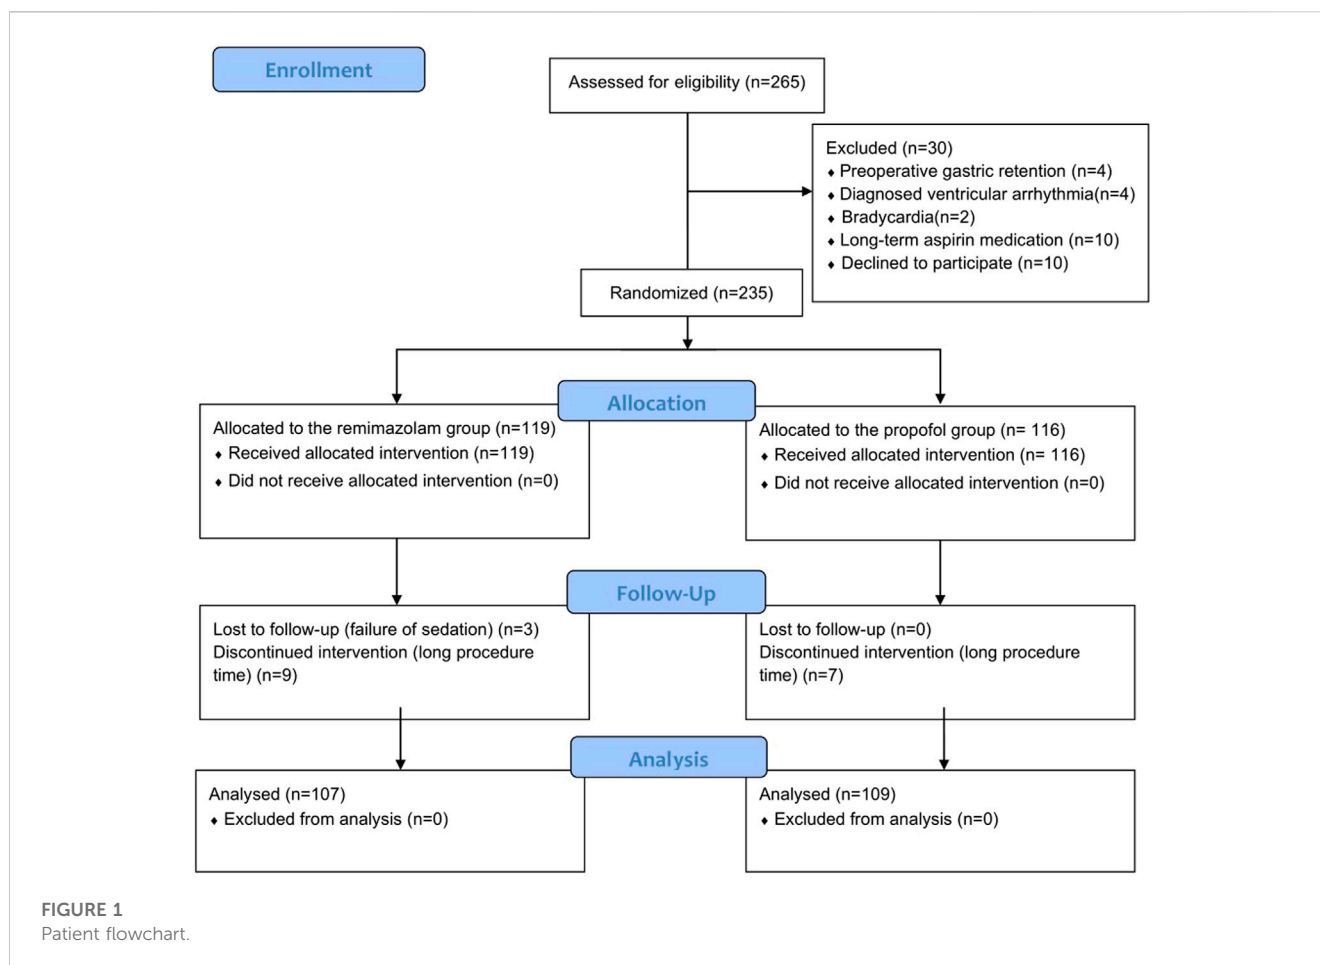 Enrollment
Assessed for eligibility (n=265)
Excluded (n=30)
♦ Preoperative gastric retention (n=4)
♦ Diagnosed ventricular arrhythmia(n=4)
♦ Bradycardia(n=2)
♦ Long-term aspirin medication (n=10)
♦ Declined to participate (n=10)
Randomized (n=235)
Allocation
Allocated to the remimazolam group (n=119)
♦ Received allocated intervention (n=119)
♦ Did not receive allocated intervention (n=0)
Allocated to the propofol group (n= 116)
♦ Received allocated intervention (n= 116)
♦ Did not receive allocated intervention (n=0)
Follow-Up
Lost to follow-up (failure of sedation) (n=3)
Discontinued intervention (long procedure
time) (n=9)
Lost to follow-up (n=0)
Discontinued intervention (long procedure
time) (n=7)
Analysis
Analysed (n=107)
♦ Excluded from analysis (n=0)
Analysed (n=109)
♦ Excluded from analysis (n=0)
FIGURE 1
Patient flowchart.